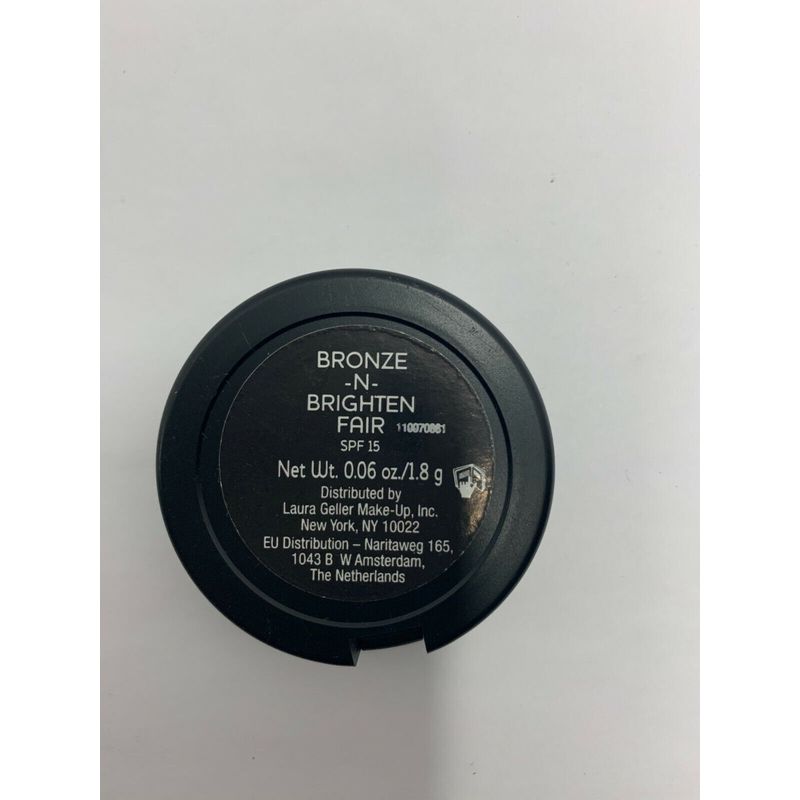 BRONZE
-N-
BRIGHTEN
FAIR
SPF 15
Net Wt. 0.06 oz./1.8 g
Distributed by
Laura Geller Make-Up, Inc.
New York, NY 10022
EU Distribution – Naritaweg 165,
1043 B W Amsterdam,
The Netherlands